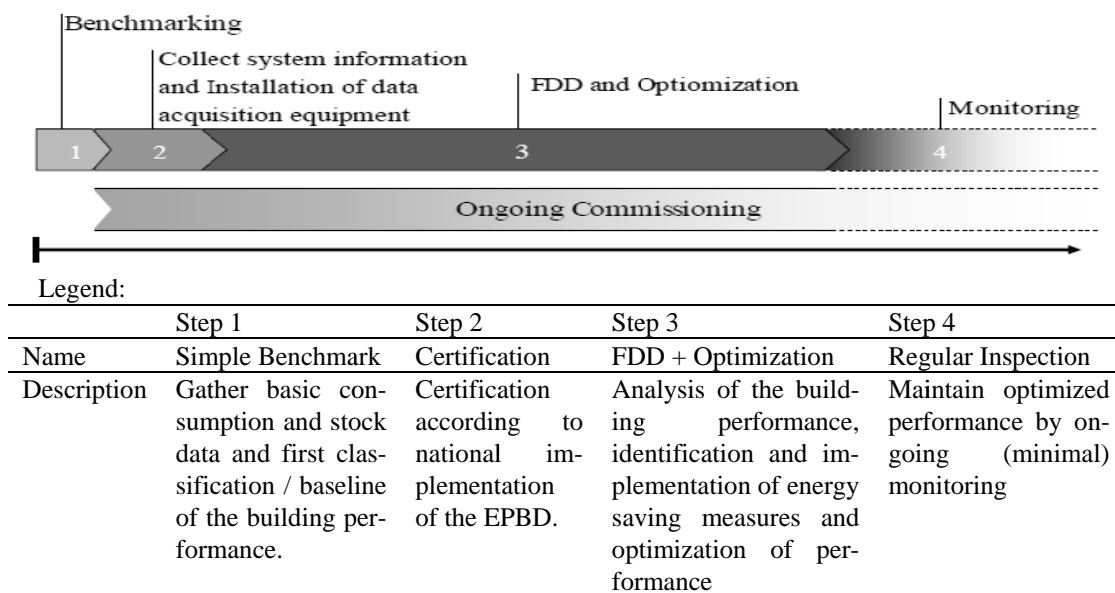 Benchmarking
Collect system information
and Installation of data
acquisition equipment
FDD and Optiomization
Monitoring
1
2
3
4
Ongoing Commissioning
Legend:
Step 1 Step 2 Step 3 Step 4
Name Simple Benchmark Certification FDD + Optimization Regular Inspection
Description Gather basic con- Certification Analysis of the build- Maintain optimized
sumption and stock according to ing performance, performance by on-
data and first clas- national im- identification and im- going (minimal)
sification / baseline plementation plementation of energy monitoring
of the building per- of the EPBD. saving measures and
formance. optimization of per-
formance